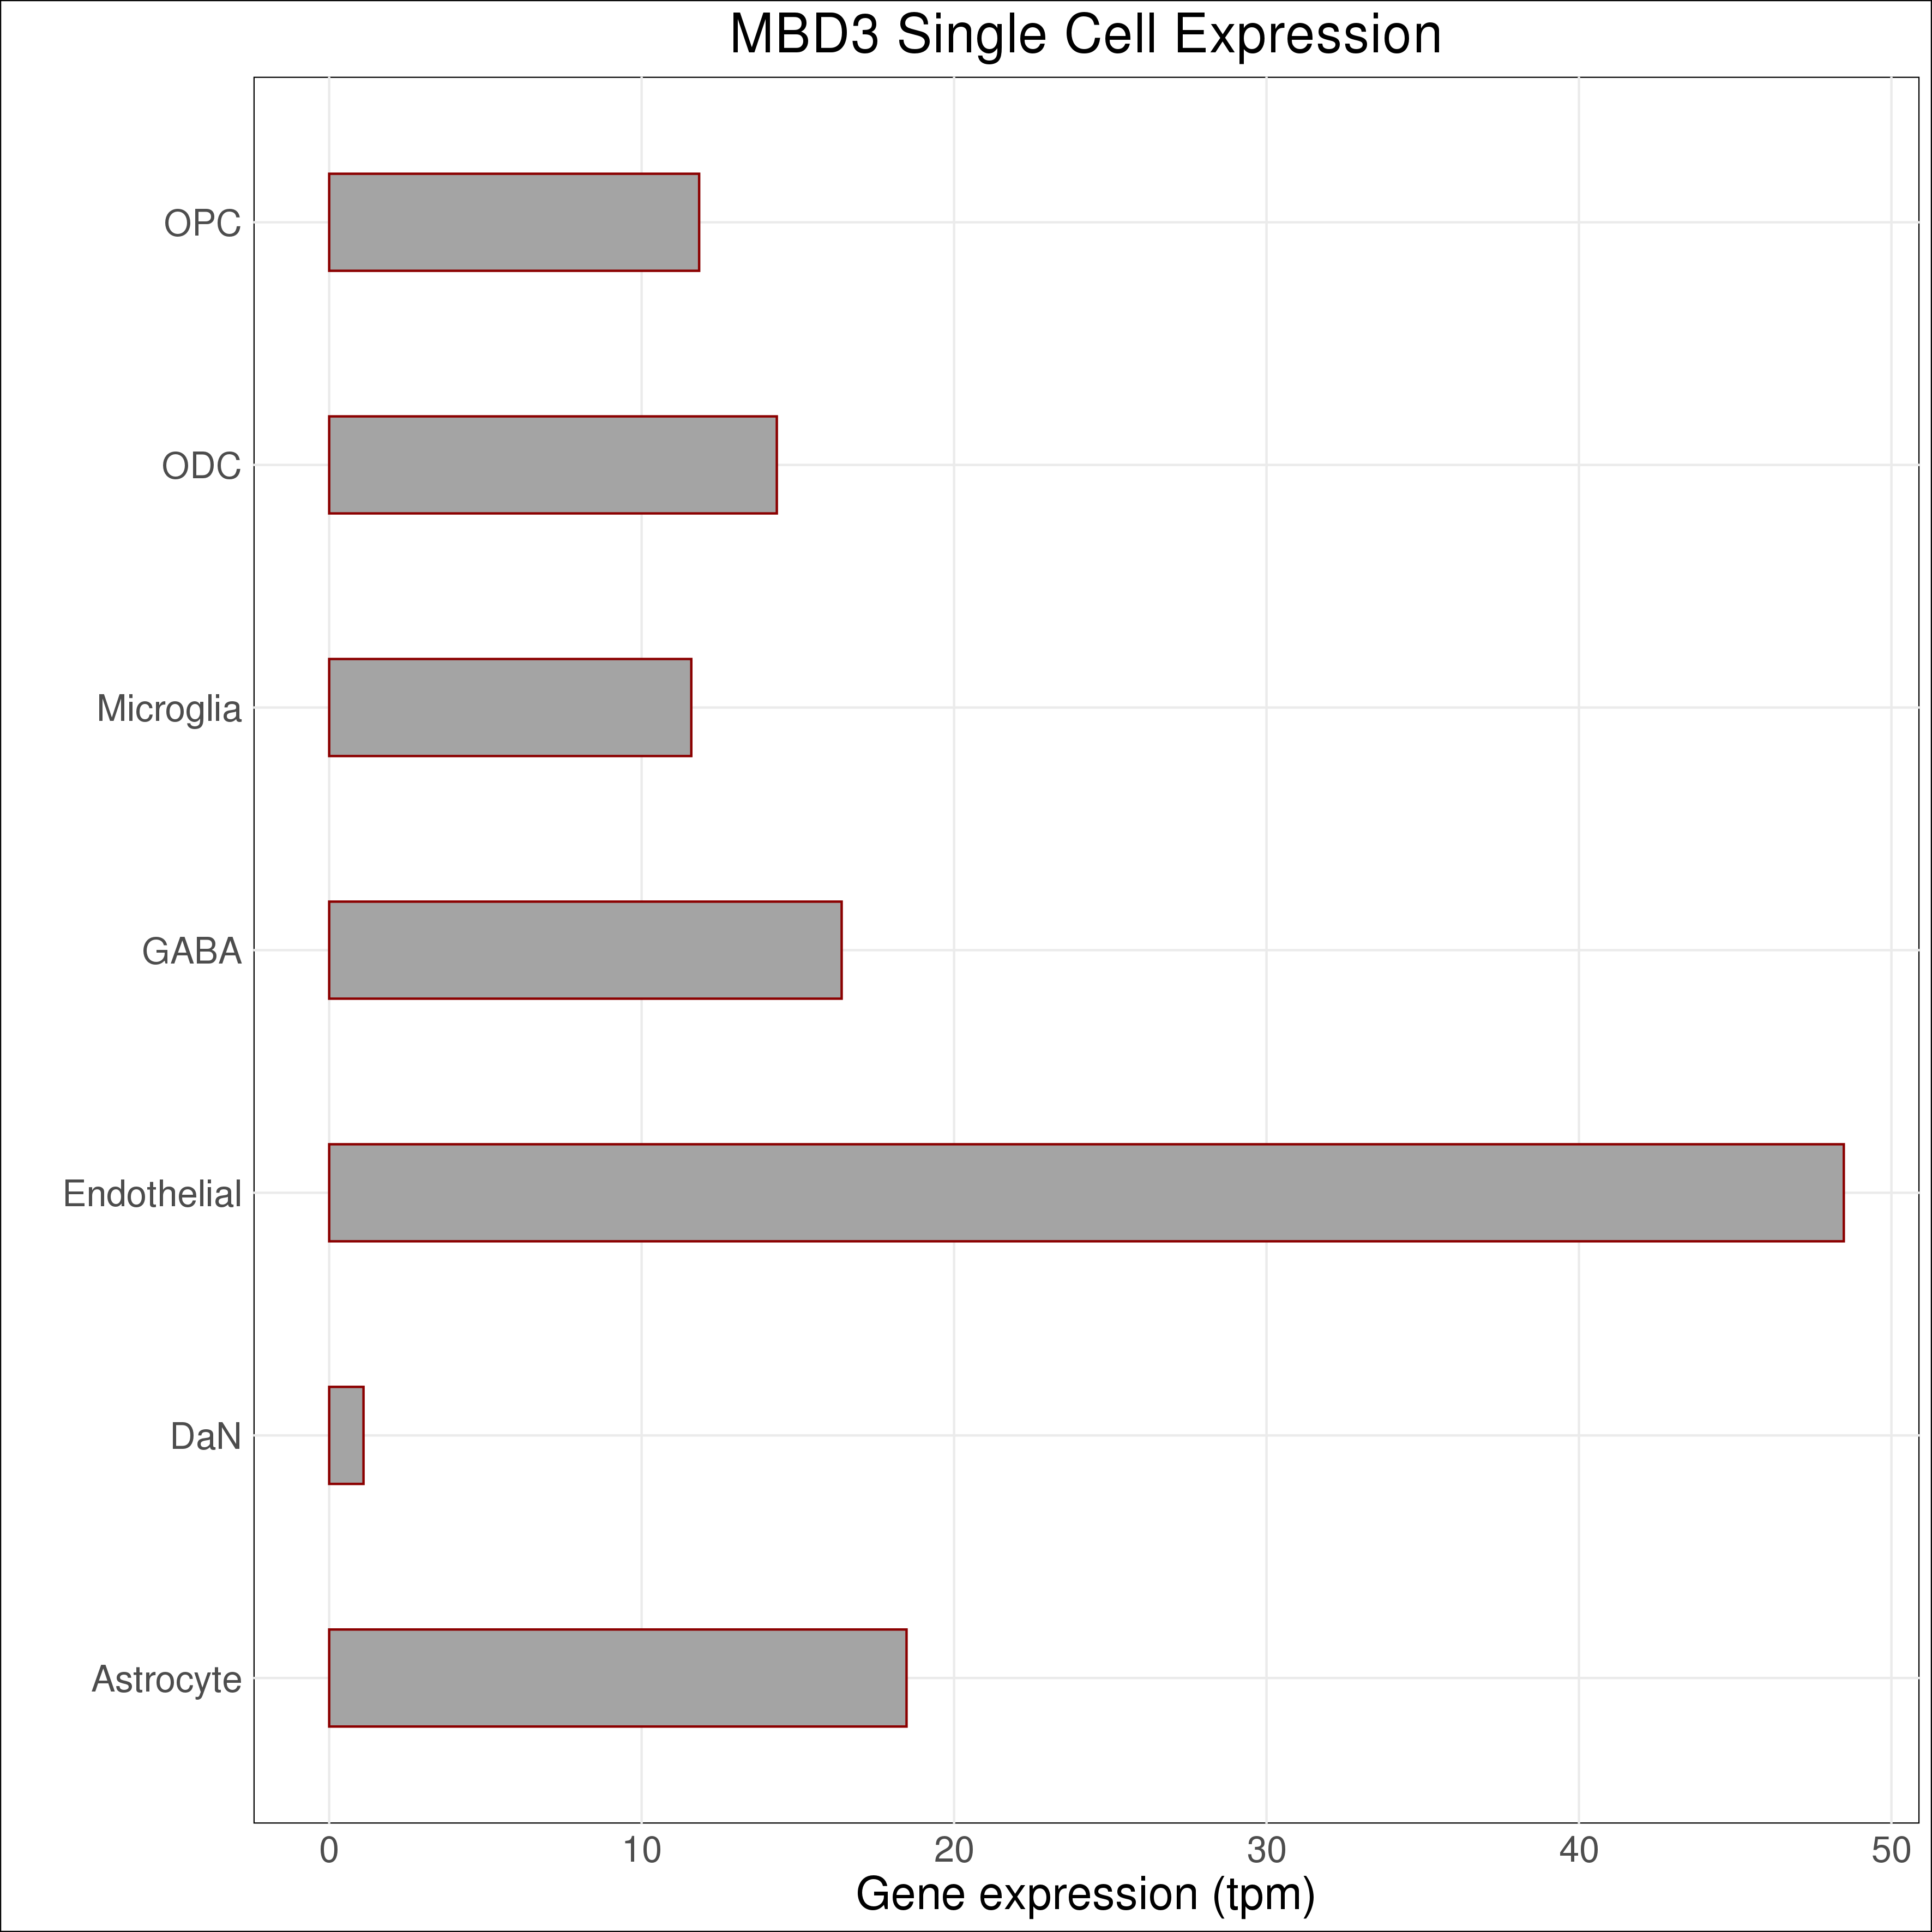 MBD3 Single Cell Expression
OPC
ODC
Microglia
GABA
Endothelial
DaN
Astrocyte
0 10 20 30 40 50
Gene expression (tpm)